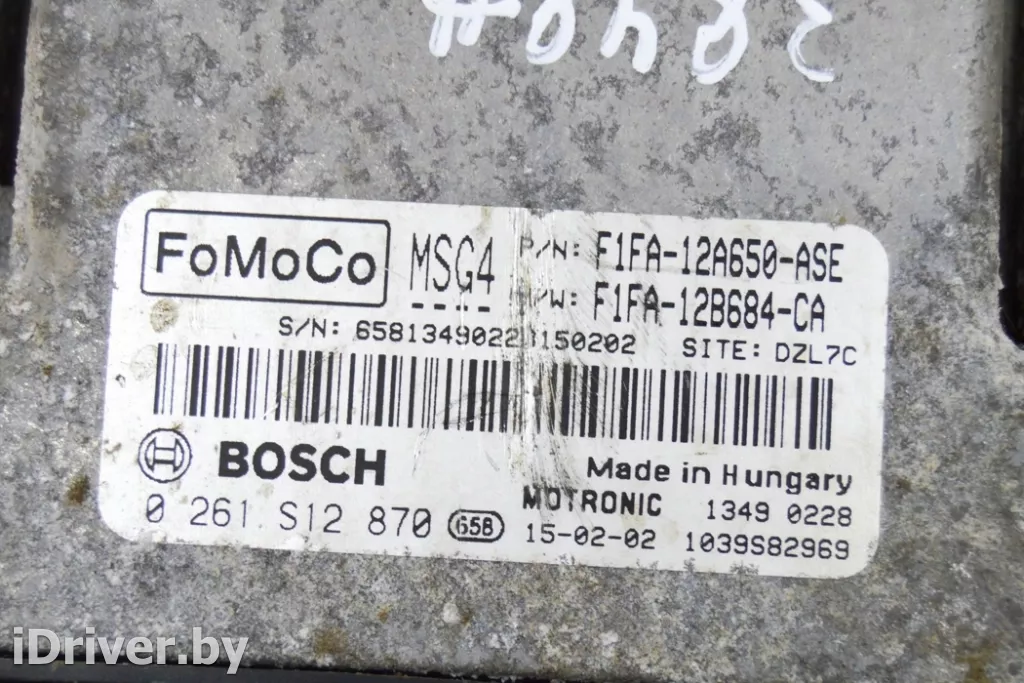 FoMoCo
MSG4
P/N: F1FA-12A650-ASE
H/W: F1FA-12B684-CA
S/N: 65813490228150202 SITE: DZL7C
BOSCH
Made in Hungary
0 261 S12 870 658
MOTRONIC 1349 0228
15-02-02 1039S82969
iDriver.by